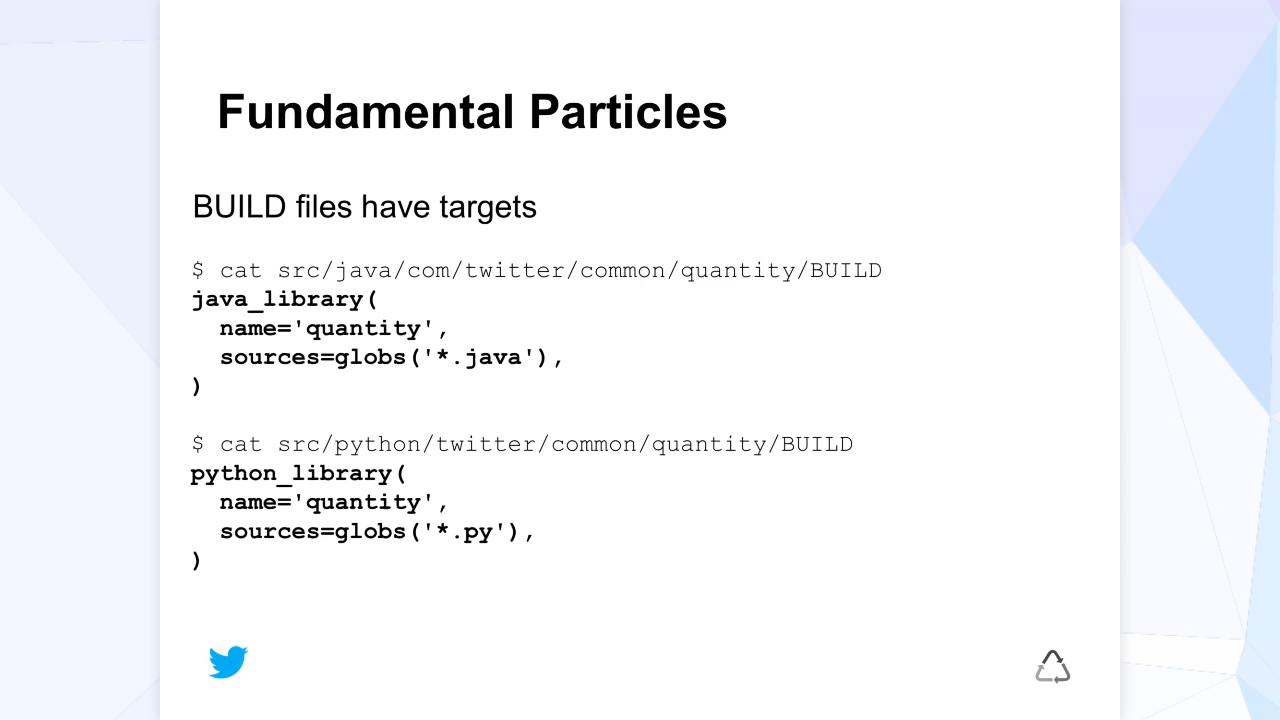 Fundamental Particles
BUILD files have targets
$ cat src/java/com/twitter/common/quantity/BUILD
java_library(
  name='quantity',
  sources=globs('*.java'),
)
$ cat src/python/twitter/common/quantity/BUILD
python_library(
  name='quantity',
  sources=globs('*.py'),
)